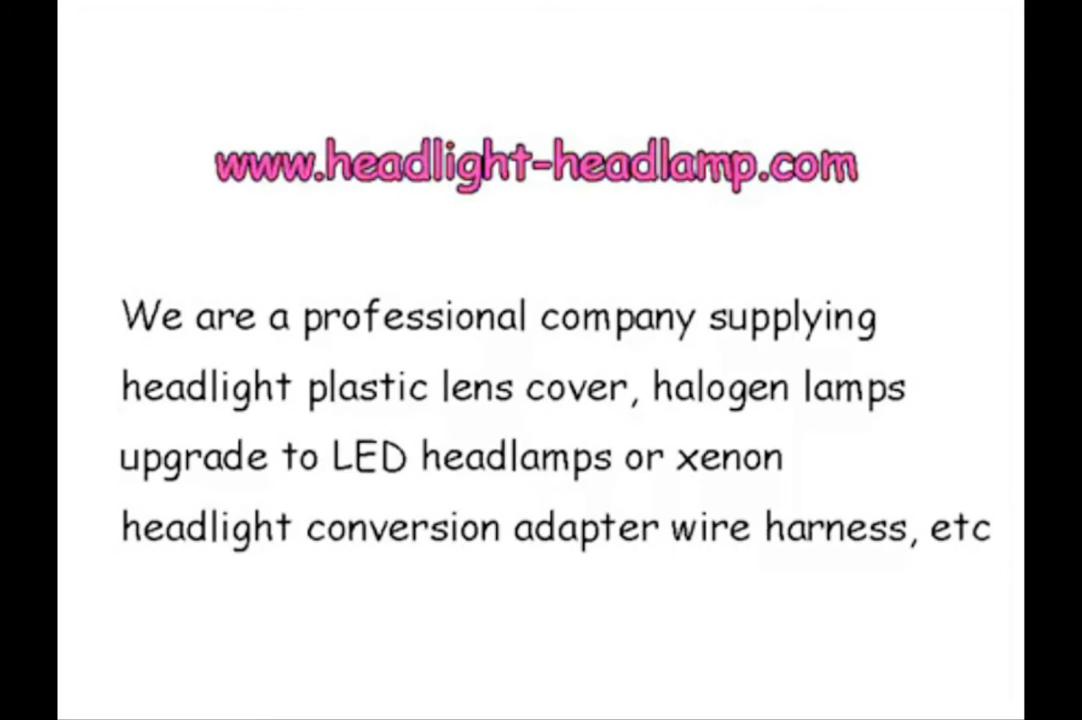 www.headlight-headlamp.com
We are a professional company supplying
headlight plastic lens cover, halogen lamps
upgrade to LED headlamps or xenon
headlight conversion adapter wire harness, etc